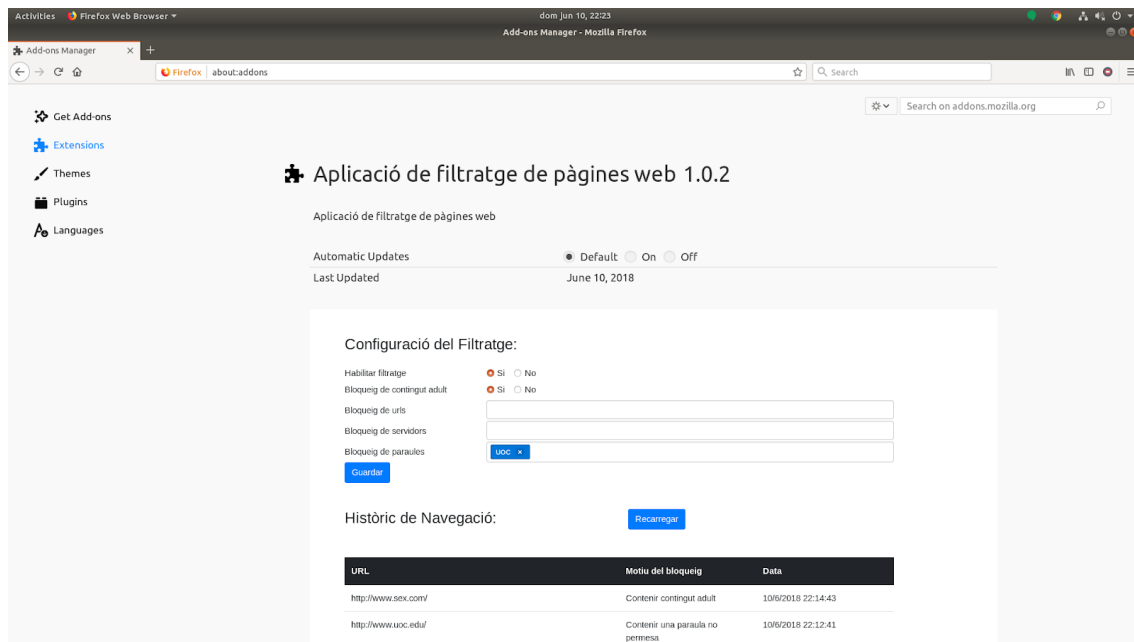 Activities Firefox Web Browser dom jun 10, 22:23
Add-ons Manager - Mozilla Firefox
Add-ons Manager
Firefox about:addons Search
Search on addons.mozilla.org
Get Add-ons
Extensions
Themes
Plugins
Languages
Aplicació de filtratge de pàgines web 1.0.2
Aplicació de filtratge de pàgines web
Automatic Updates Default On Off
Last Updated June 10, 2018
Configuració del Filtratge:
Habilitar filtratge Si No
Bloqueig de contingut adult Si No
Bloqueig de urls
Bloqueig de servidors
Bloqueig de paraules UOC ×
Guardar
Històric de Navegació: Recarregar
URL Motiu del bloqueig Data
http://www.sex.com/ Contenir contingut adult 10/6/2018 22:14:43
http://www.uoc.edu/ Contenir una paraula no 10/6/2018 22:12:41
permesa